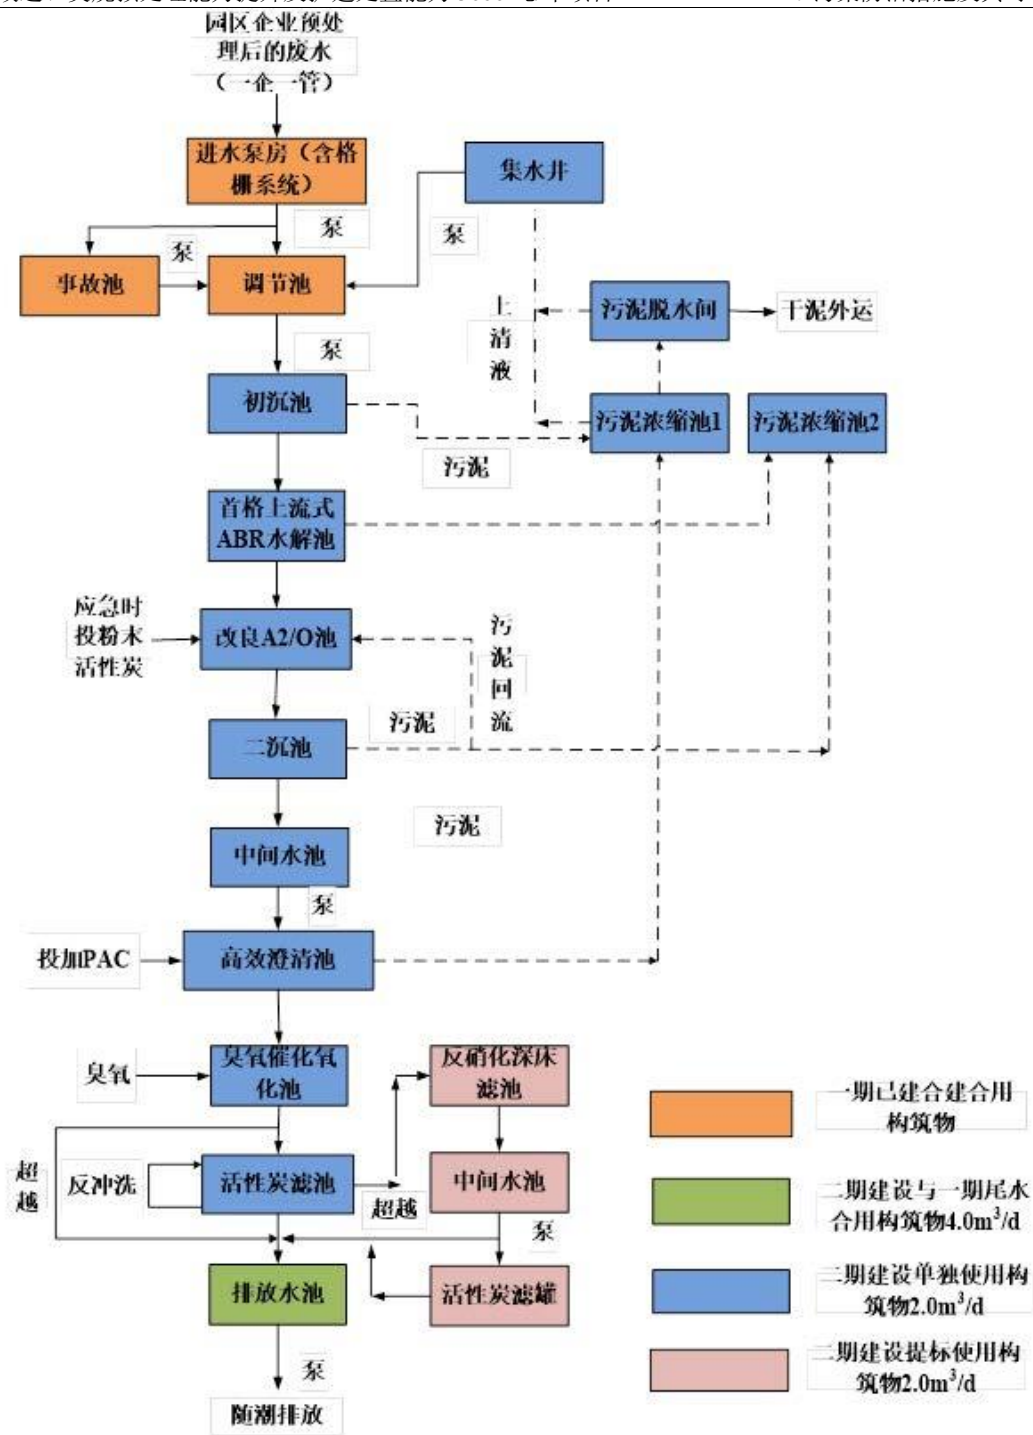 园区企业预处
理后的废水
（一企一管）
进水泵房（含格
栅系统）
集水井
泵
泵
泵
事故池
调节池
上
清
液
污泥脱水间
干泥外运
泵
初沉池
污泥浓缩池1
污泥浓缩池2
污泥
首格上流式
ABR水解池
应急时
投粉末
活性炭
改良A2/O池
污
泥
回
流
污泥
二沉池
污泥
中间水池
泵
投加PAC
高效澄清池
臭氧
臭氧催化氧
化池
反硝化深床
滤池
一期已建合建合用
构筑物
超
越
反冲洗
活性炭滤池
超越
中间水池
二期建设与一期尾水
合用构筑物4.0m³/d
泵
排放水池
活性炭滤罐
二期建设单独使用构
筑物2.0m³/d
泵
二期建设提标使用构
筑物2.0m³/d
随潮排放